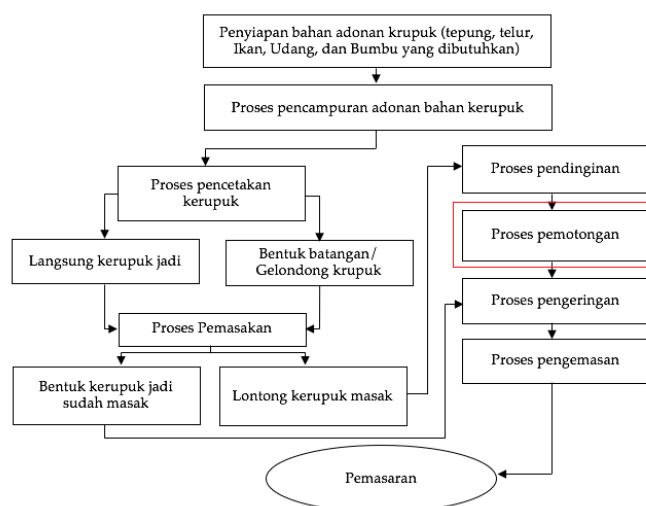 Penyiapan bahan adonan krupuk (tepung, telur,
Ikan, Udang, dan Bumbu yang dibutuhkan)
Proses pencampuran adonan bahan kerupuk
Proses pencetakan
kerupuk
Langsung kerupuk jadi
Bentuk batangan/
Gelondong krupuk
Proses Pemasakan
Bentuk kerupuk jadi
sudah masak
Lontong kerupuk masak
Proses pendinginan
Proses pemotongan
Proses pengeringan
Proses pengemasan
Pemasaran